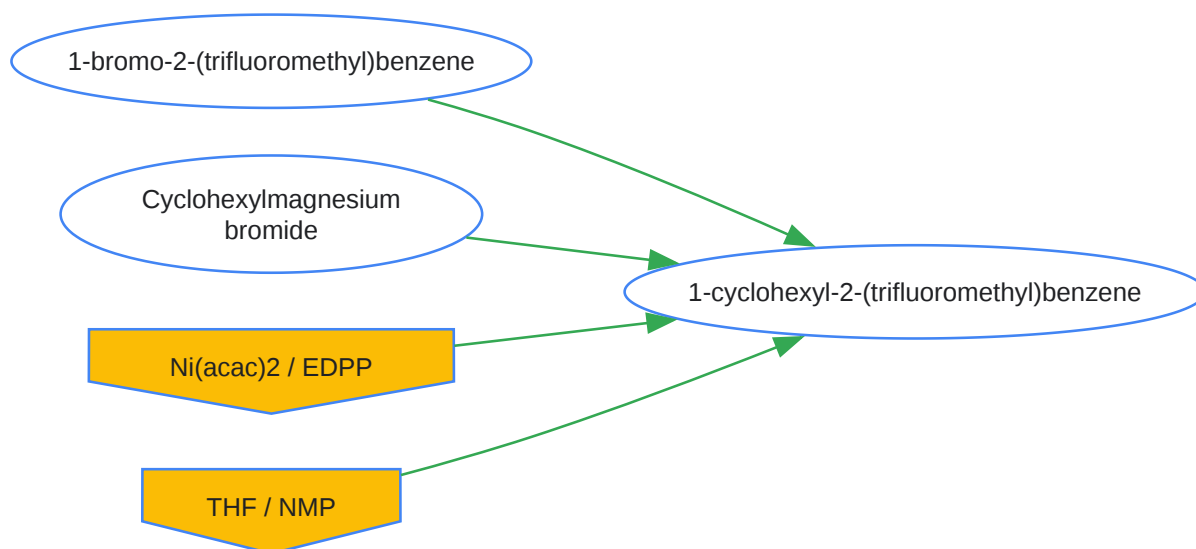 1-bromo-2-(trifluoromethyl)benzene
Cyclohexylmagnesium
bromide
1-cyclohexyl-2-(trifluoromethyl)benzene
Ni(acac)2 / EDPP
THF / NMP